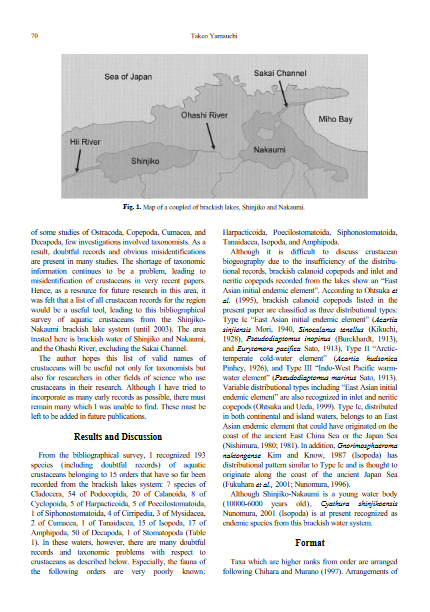 70
Takeo Yamauchi
Sea of Japan
Sakai Channel
Ohashi River
Miho Bay
Hii River
Nakaumi
Shinjiko
Fig. 1. Map of a coupled of brackish lakes, Shinjiko and Nakaumi.
of some studies of Ostracoda, Copepoda, Cumacea, and
Decapoda, few investigations involved taxonomists. As a
result, doubtful records and obvious misidentifications
are present in many studies. The shortage of taxonomic
information continues to be a problem, leading to
misidentification of crustaceans in very recent papers.
Hence, as a resource for future research in this area, it
was felt that a list of all crustacean records for the region
would be a useful tool, leading to this bibliographical
survey of aquatic crustaceans from the Shinjiko-
Nakaumi brackish lake system (until 2003). The area
treated here is brackish water of Shinjiko and Nakaumi,
and the Ohashi River, excluding the Sakai Channel.
The author hopes this list of valid names of
crustaceans will be useful not only for taxonomists but
also for researchers in other fields of science who use
crustaceans in their research. Although I have tried to
incorporate as many early records as possible, there must
remain many which I was unable to find. These must be
left to be added in future publications.
Results and Discussion
From the bibliographical survey, I recognized 193
species (including doubtful records) of aquatic
crustaceans belonging to 15 orders that have so far been
recorded from the brackish lakes system: 7 species of
Cladocera, 54 of Podocopida, 20 of Calanoida, 8 of
Cyclopoida, 5 of Harpacticoida, 5 of Poecilostomatoida,
1 of Siphonostomatoida, 4 of Cirripedia, 3 of Mysidacea,
2 of Cumacea, 1 of Tanaidacea, 15 of Isopoda, 17 of
Amphipoda, 50 of Decapoda, 1 of Stomatopoda (Table
1). In these waters, however, there are many doubtful
records and taxonomic problems with respect to
crustaceans as described below. Especially, the fauna of
the following orders are very poorly known:
Harpacticoida, Poecilostomatoida, Siphonostomatoida,
Tanaidacea, Isopoda, and Amphipoda.
Although it is difficult to discuss crustacean
biogeography due to the insufficiency of the distribu-
tional records, brackish calanoid copepods and inlet and
neritic copepods recorded from the lakes show an "East
Asian initial endemic element". According to Ohtsuka et
al. (1995), brackish calanoid copepods listed in the
present paper are classified as three distributional types:
Type Ic "East Asian initial endemic element" (Acartia
sinjiensis Mori, 1940, Sinocalanus tenellus (Kikuchi,
1928), Pseudodiaptomus inopinus (Burckhardt, 1913),
and Eurytemora pacifica Sato, 1913), Type II "Arctic-
temperate cold-water element" (Acartia hudsonica
Pinhey, 1926), and Type III "Indo-West Pacific warm-
water element" (Pseudodiaptomus marinus Sato, 1913).
Variable distributional types including "East Asian initial
endemic element" are also recognized in inlet and neritic
copepods (Ohtsuka and Ueda, 1999). Type Ic, distributed
in both continental and island waters, belongs to an East
Asian endemic element that could have originated on the
coast of the ancient East China Sea or the Japan Sea
(Nishimura, 1980; 1981). In addition, Gnorimosphaeroma
naktongense Kim and Know, 1987 (Isopoda) has
distributional pattern similar to Type Ic and is thought to
originate along the coast of the ancient Japan Sea
(Fukuhara et al., 2001; Nunomura, 1996).
Although Shinjiko-Nakaumi is a young water body
(10000-6000 years old), Cyathura shinjikoensis
Nunomura, 2001 (Isopoda) is at present recognized as
endemic species from this brackish water system.
Format
Taxa which are higher ranks from order are arranged
following Chihara and Murano (1997). Arrangements of